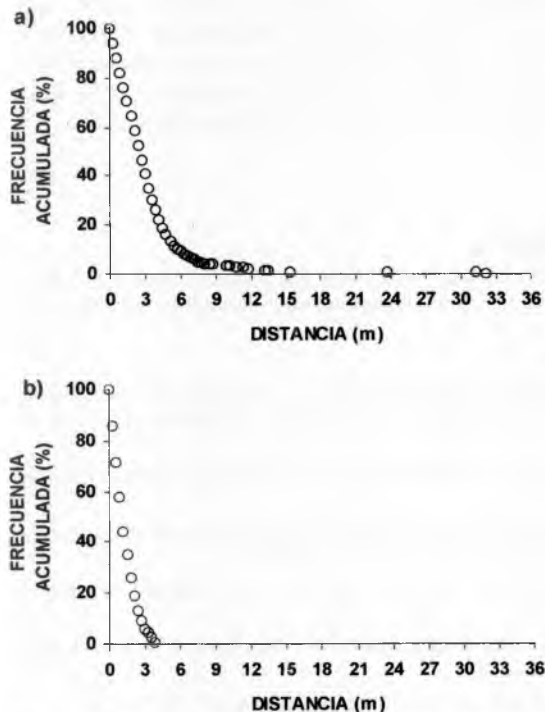 a)
FRECUENCIA
ACUMULADA (%)
100
80
60
40
20
0
0 3 6 9 12 15 18 21 24 27 30 33 36
DISTANCIA (m)
b)
FRECUENCIA
ACUMULADA (%)
100
80
60
40
20
0
0 3 6 9 12 15 18 21 24 27 30 33 36
DISTANCIA (m)